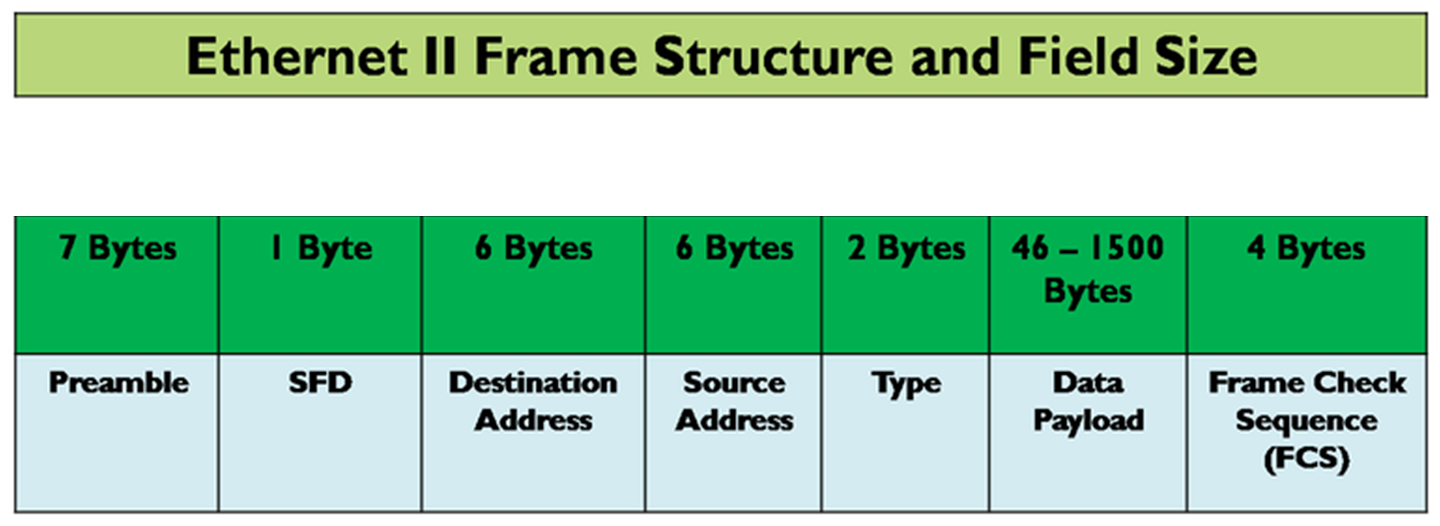 Ethernet II Frame Structure and Field Size
7 Bytes
1 Byte
6 Bytes
6 Bytes
2 Bytes
46 – 1500
Bytes
4 Bytes
Preamble
SFD
Destination
Address
Source
Address
Type
Data
Payload
Frame Check
Sequence
(FCS)